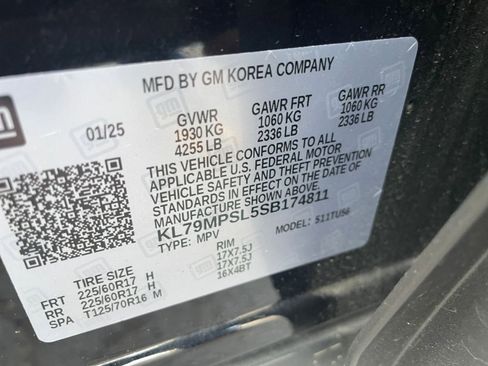 MFD BY GM KOREA COMPANY
gm
01/25
GVWR GAWR FRT GAWR RR
1930 KG 1060 KG 1060 KG
4255 LB 2336 LB 2336 LB
THIS VEHICLE CONFORMS TO ALL
APPLICABLE U.S. FEDERAL MOTOR
VEHICLE SAFETY AND THEFT PREVENTION
STANDARDS IN EFFECT ON THE DATE OF
MANUFACTURE SHOWN ABOVE.
KL79MPSL5SB174811
TYPE: MPV MODEL: 511TU56
TIRE SIZE RIM
FRT 225/60R17 H 17X7.5J
RR 225/60R17 H 17X7.5J
SPA T125/70R16 M 16X4BT